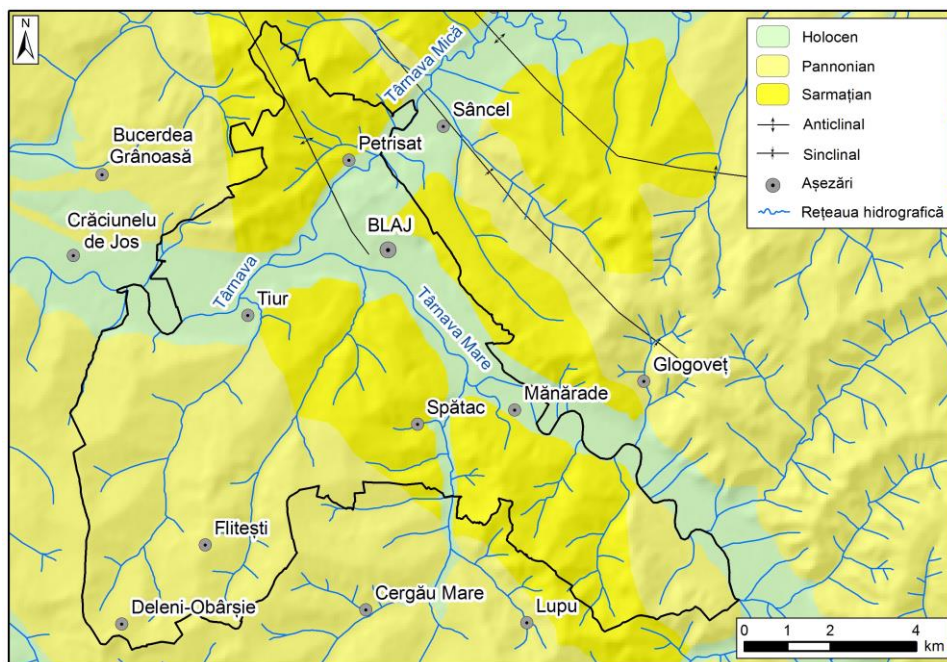 N
Târnava Mică
Sâncel
Bucerdea
Grânoasă
Petrisat
Crăciunelu
de Jos
BLAJ
Târnava
Tiur
Târnava Mare
Glogoveț
Mănărade
Spătac
Flitești
Cergău Mare
Deleni-Obârșie
Lupu
Holocen
Pannonian
Sarmațian
Anticlinal
Sinclinal
Așezări
Rețeaua hidrografică
0 1 2 4
km